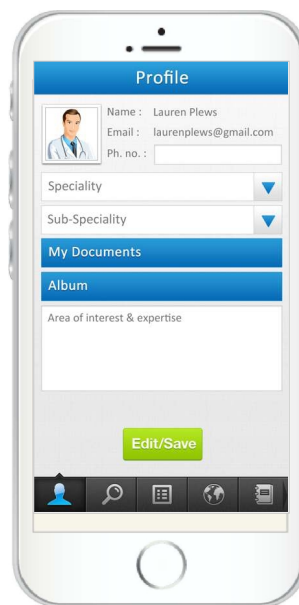 Profile
Name : Lauren Plews
Email : laurenplews@gmail.com
Ph. no. :
Speciality
Sub-Speciality
My Documents
Album
Area of interest & expertise
Edit/Save